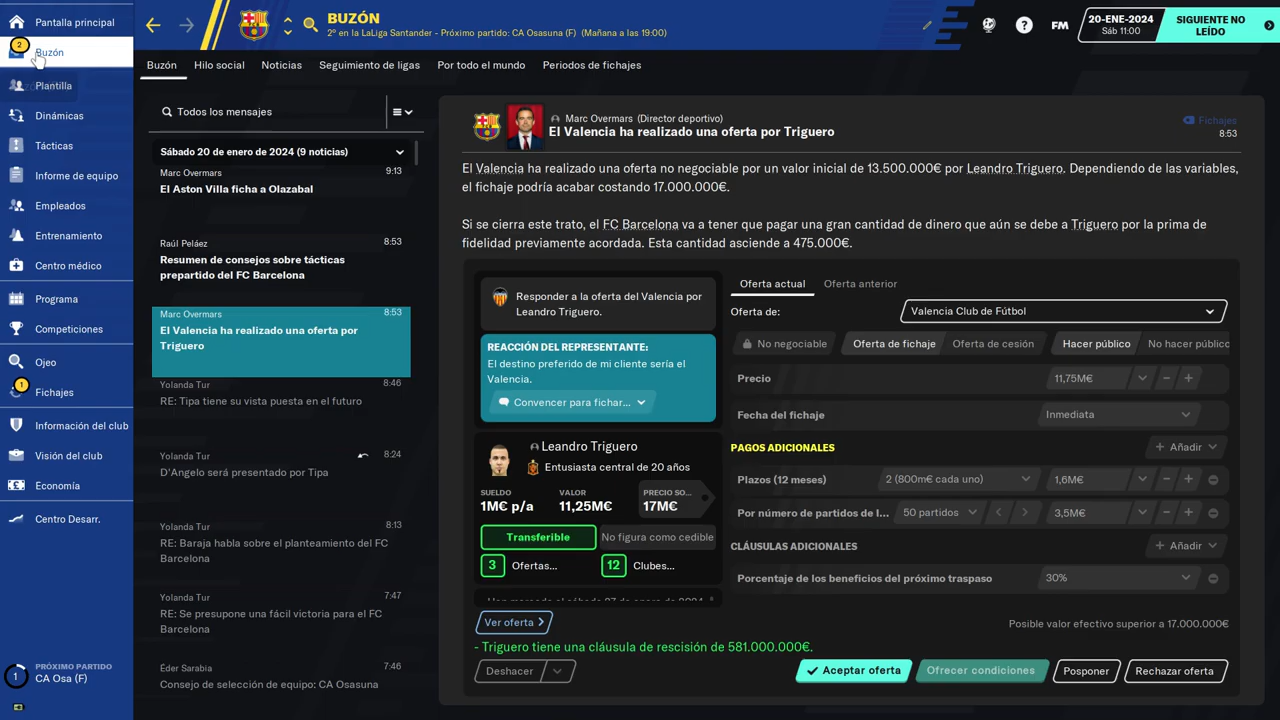 Pantalla principal
2
Buzón
Plantilla
Dinámicas
Tácticas
Informe de equipo
Empleados
Entrenamiento
Centro médico
Programa
Competiciones
Ojeo
1
Fichajes
Información del club
Visión del club
Economía
Centro Desarr.
1
PRÓXIMO PARTIDO
CA Osa (F)
BUZÓN
2º en la LaLiga Santander - Próximo partido: CA Osasuna (F) (Mañana a las 19:00)
FM
20-ENE-2024
Sáb 11:00
SIGUIENTE NO
LEÍDO
Buzón
Hilo social
Noticias
Seguimiento de ligas
Por todo el mundo
Periodos de fichajes
Todos los mensajes
Sábado 20 de enero de 2024 (9 noticias)
Marc Overmars 9:13
El Aston Villa ficha a Olazabal
Raúl Peláez 8:53
Resumen de consejos sobre tácticas
prepartido del FC Barcelona
Marc Overmars 8:53
El Valencia ha realizado una oferta por
Triguero
Yolanda Tur 8:46
RE: Tipa tiene su vista puesta en el futuro
Yolanda Tur 8:24
D'Angelo será presentado por Tipa
Yolanda Tur 8:13
RE: Baraja habla sobre el planteamiento del FC
Barcelona
Yolanda Tur 7:47
RE: Se presupone una fácil victoria para el FC
Barcelona
Éder Sarabia 7:46
Consejo de selección de equipo: CA Osasuna
Marc Overmars (Director deportivo)
El Valencia ha realizado una oferta por Triguero
Fichajes
8:53
El Valencia ha realizado una oferta no negociable por un valor inicial de 13.500.000€ por Leandro Triguero. Dependiendo de las variables,
el fichaje podría acabar costando 17.000.000€.
Si se cierra este trato, el FC Barcelona va a tener que pagar una gran cantidad de dinero que aún se debe a Triguero por la prima de
fidelidad previamente acordada. Esta cantidad asciende a 475.000€.
Responder a la oferta del Valencia por
Leandro Triguero.
REACCIÓN DEL REPRESENTANTE:
El destino preferido de mi cliente sería el
Valencia.
Convencer para fichar...
Leandro Triguero
Entusiasta central de 20 años
SUELDO
1M€ p/a
VALOR
11,25M€
PRECIO SO...
17M€
Transferible
No figura como cedible
3 Ofertas...
12 Clubes...
Oferta actual
Oferta anterior
Oferta de:
Valencia Club de Fútbol
No negociable
Oferta de fichaje
Oferta de cesión
Hacer público
No hacer público
Precio
11,75M€
Fecha del fichaje
Inmediata
PAGOS ADICIONALES
Añadir
Plazos (12 meses)
2 (800m€ cada uno)
1,6M€
Por número de partidos de l...
50 partidos
3,5M€
CLÁUSULAS ADICIONALES
Añadir
Porcentaje de los beneficios del próximo traspaso
30%
Ver oferta
Posible valor efectivo superior a 17.000.000€
- Triguero tiene una cláusula de rescisión de 581.000.000€.
Deshacer
Aceptar oferta
Ofrecer condiciones
Posponer
Rechazar oferta